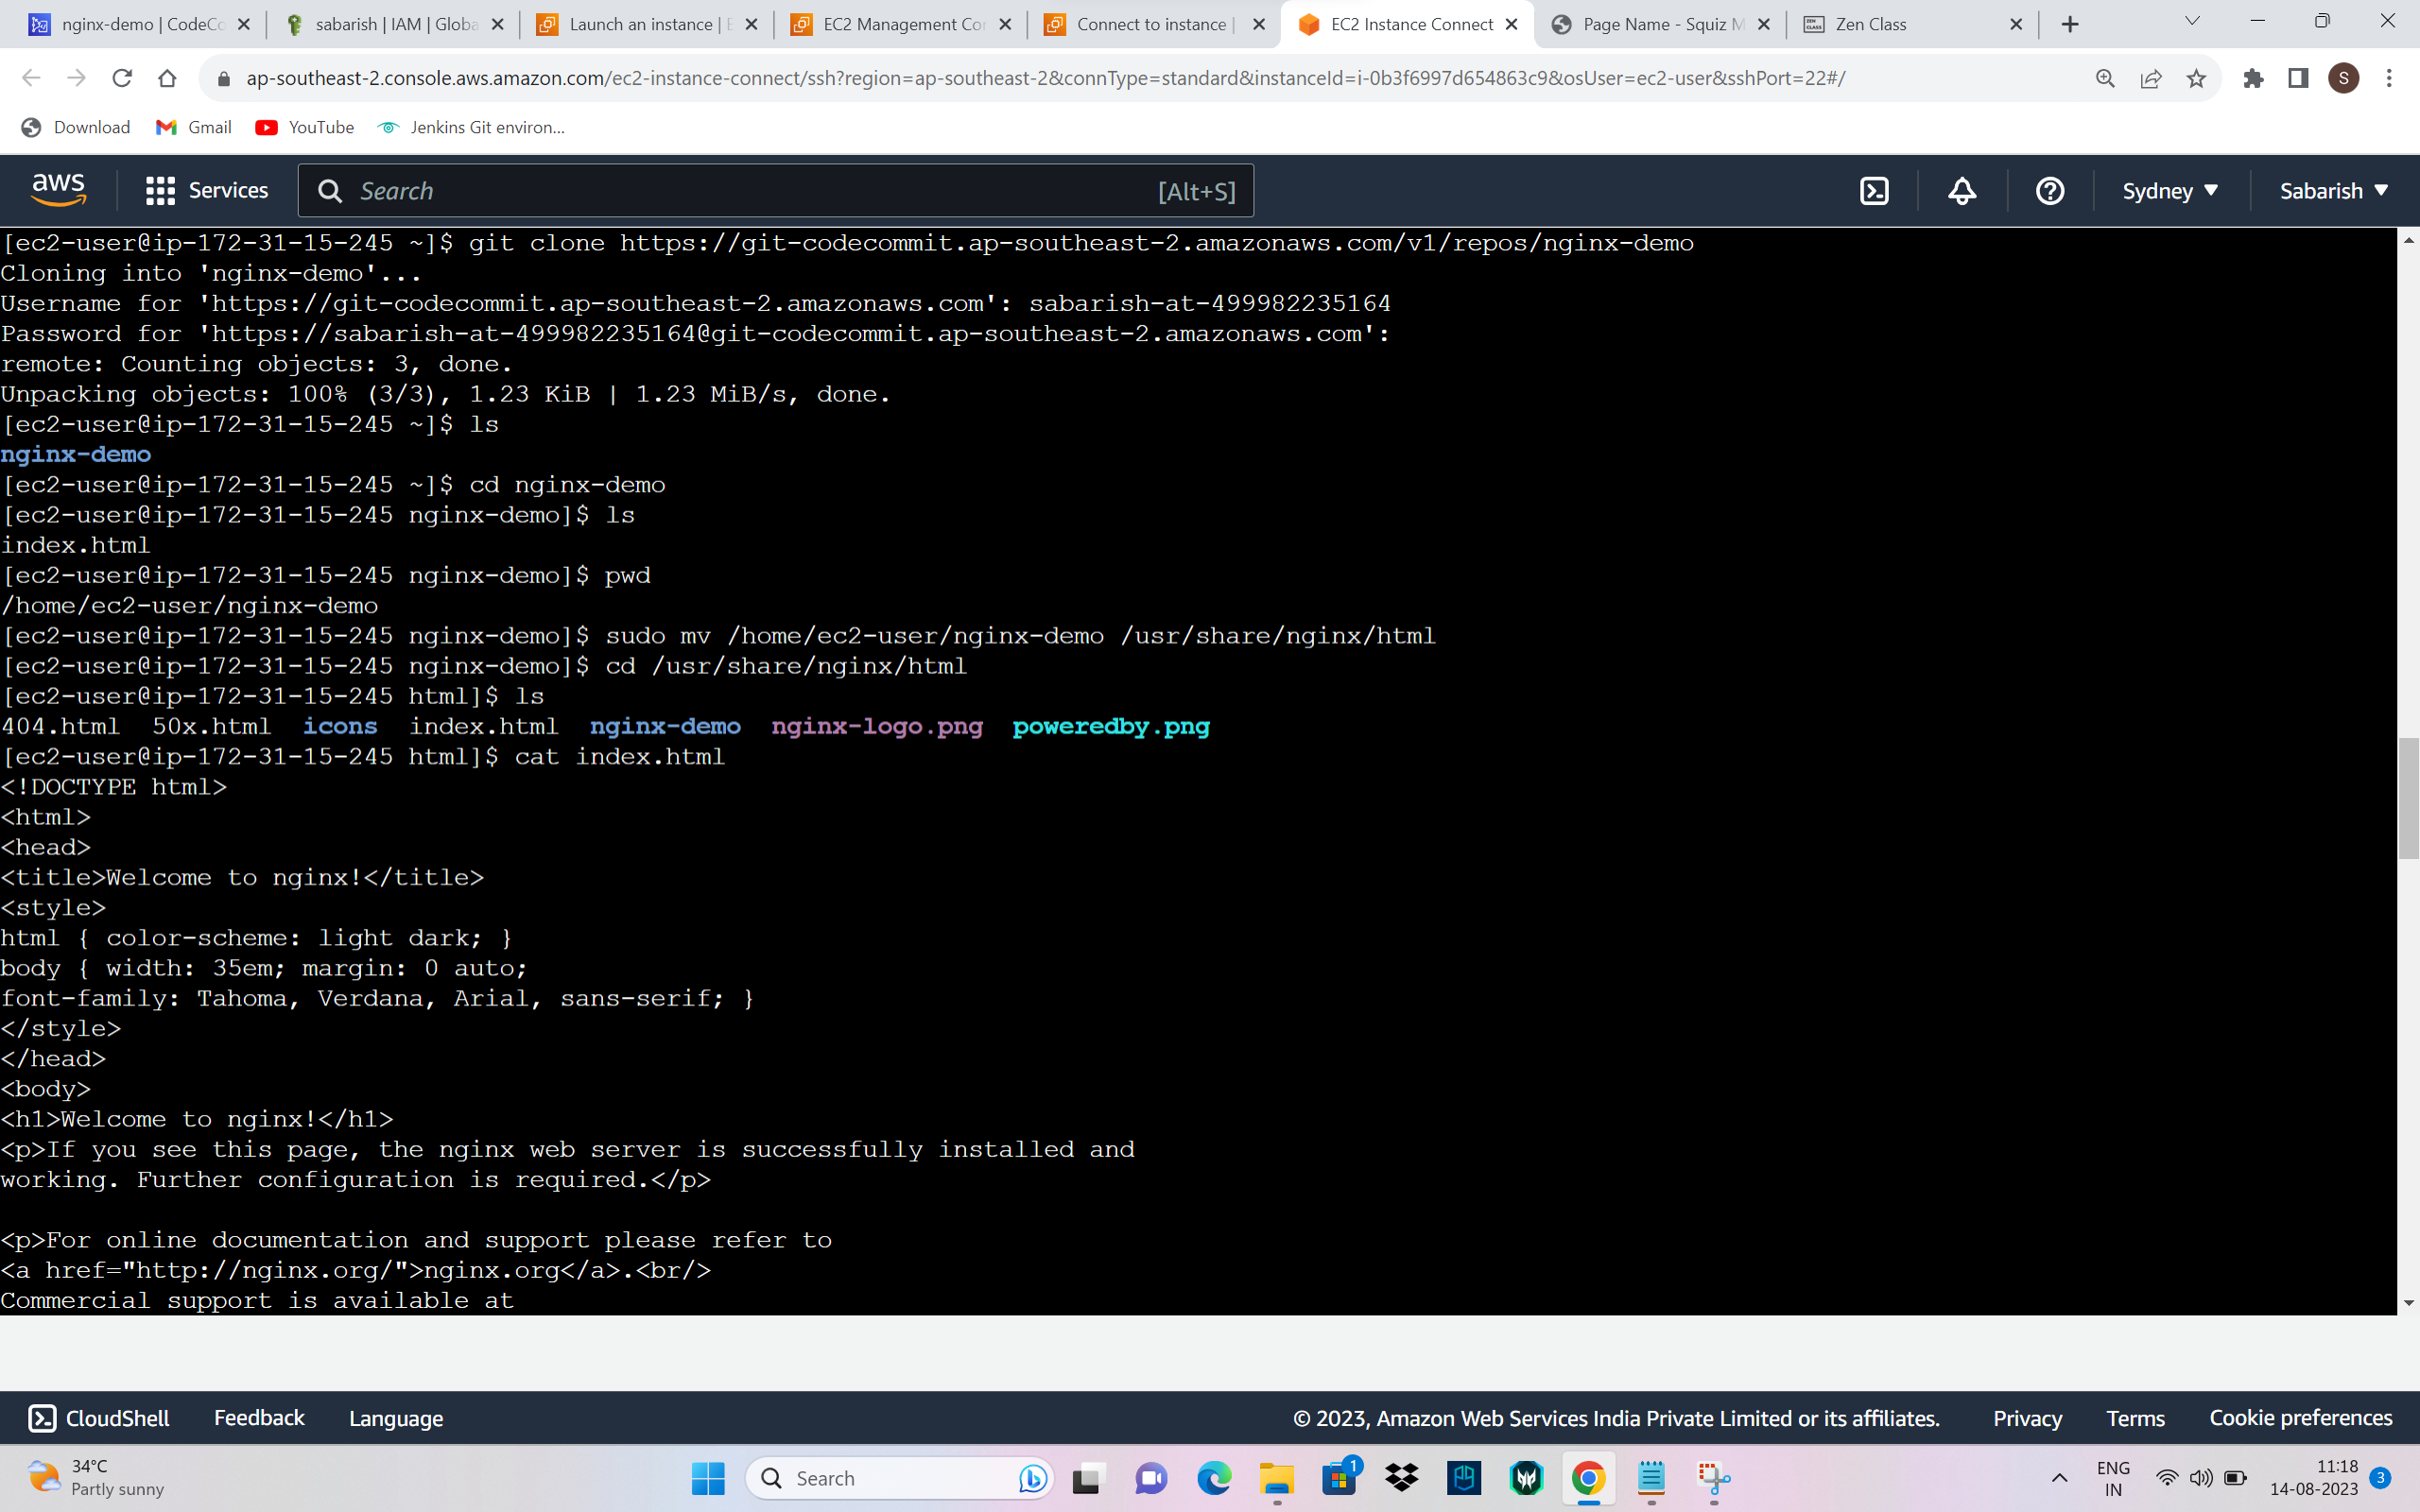 nginx-demo | CodeCo
sabarish | IAM | Globa
Launch an instance | E
EC2 Management Con
Connect to instance |
EC2 Instance Connect
Page Name - Squiz M
Zen Class
ap-southeast-2.console.aws.amazon.com/ec2-instance-connect/ssh?region=ap-southeast-2&connType=standard&instanceId=i-0b3f6997d654863c9&osUser=ec2-user&sshPort=22#/
S
Download
Gmail
YouTube
Jenkins Git environ...
aws
Services
Search
[Alt+S]
Sydney
Sabarish
[ec2-user@ip-172-31-15-245 ~]$ git clone https://git-codecommit.ap-southeast-2.amazonaws.com/v1/repos/nginx-demo
Cloning into 'nginx-demo'...
Username for 'https://git-codecommit.ap-southeast-2.amazonaws.com': sabarish-at-499982235164
Password for 'https://sabarish-at-499982235164@git-codecommit.ap-southeast-2.amazonaws.com':
remote: Counting objects: 3, done.
Unpacking objects: 100% (3/3), 1.23 KiB | 1.23 MiB/s, done.
[ec2-user@ip-172-31-15-245 ~]$ ls
nginx-demo
[ec2-user@ip-172-31-15-245 ~]$ cd nginx-demo
[ec2-user@ip-172-31-15-245 nginx-demo]$ ls
index.html
[ec2-user@ip-172-31-15-245 nginx-demo]$ pwd
/home/ec2-user/nginx-demo
[ec2-user@ip-172-31-15-245 nginx-demo]$ sudo mv /home/ec2-user/nginx-demo /usr/share/nginx/html
[ec2-user@ip-172-31-15-245 nginx-demo]$ cd /usr/share/nginx/html
[ec2-user@ip-172-31-15-245 html]$ ls
404.html  50x.html  icons  index.html  nginx-demo  nginx-logo.png  poweredby.png
[ec2-user@ip-172-31-15-245 html]$ cat index.html
<!DOCTYPE html>
<html>
<head>
<title>Welcome to nginx!</title>
<style>
html { color-scheme: light dark; }
body { width: 35em; margin: 0 auto;
font-family: Tahoma, Verdana, Arial, sans-serif; }
</style>
</head>
<body>
<h1>Welcome to nginx!</h1>
<p>If you see this page, the nginx web server is successfully installed and
working. Further configuration is required.</p>
<p>For online documentation and support please refer to
<a href="http://nginx.org/">nginx.org</a>.<br/>
Commercial support is available at
CloudShell
Feedback
Language
© 2023, Amazon Web Services India Private Limited or its affiliates.
Privacy
Terms
Cookie preferences
34°C
Partly sunny
Search
1
ENG
IN
11:18
14-08-2023
3